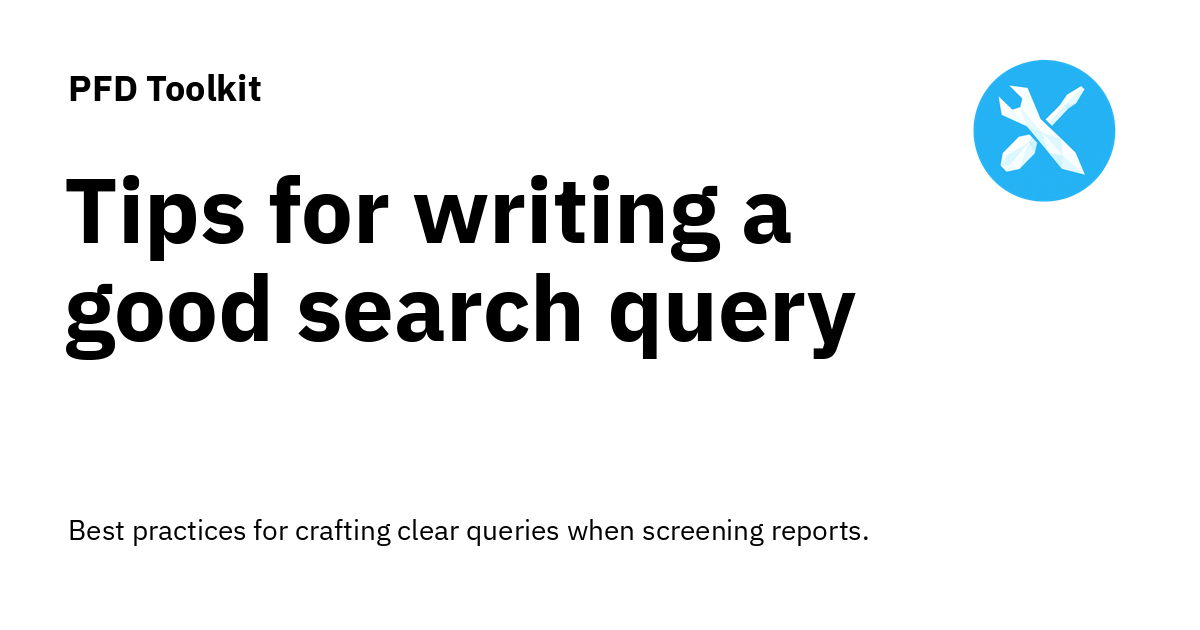 PFD Toolkit
Tips for writing a
good search query
Best practices for crafting clear queries when screening reports.